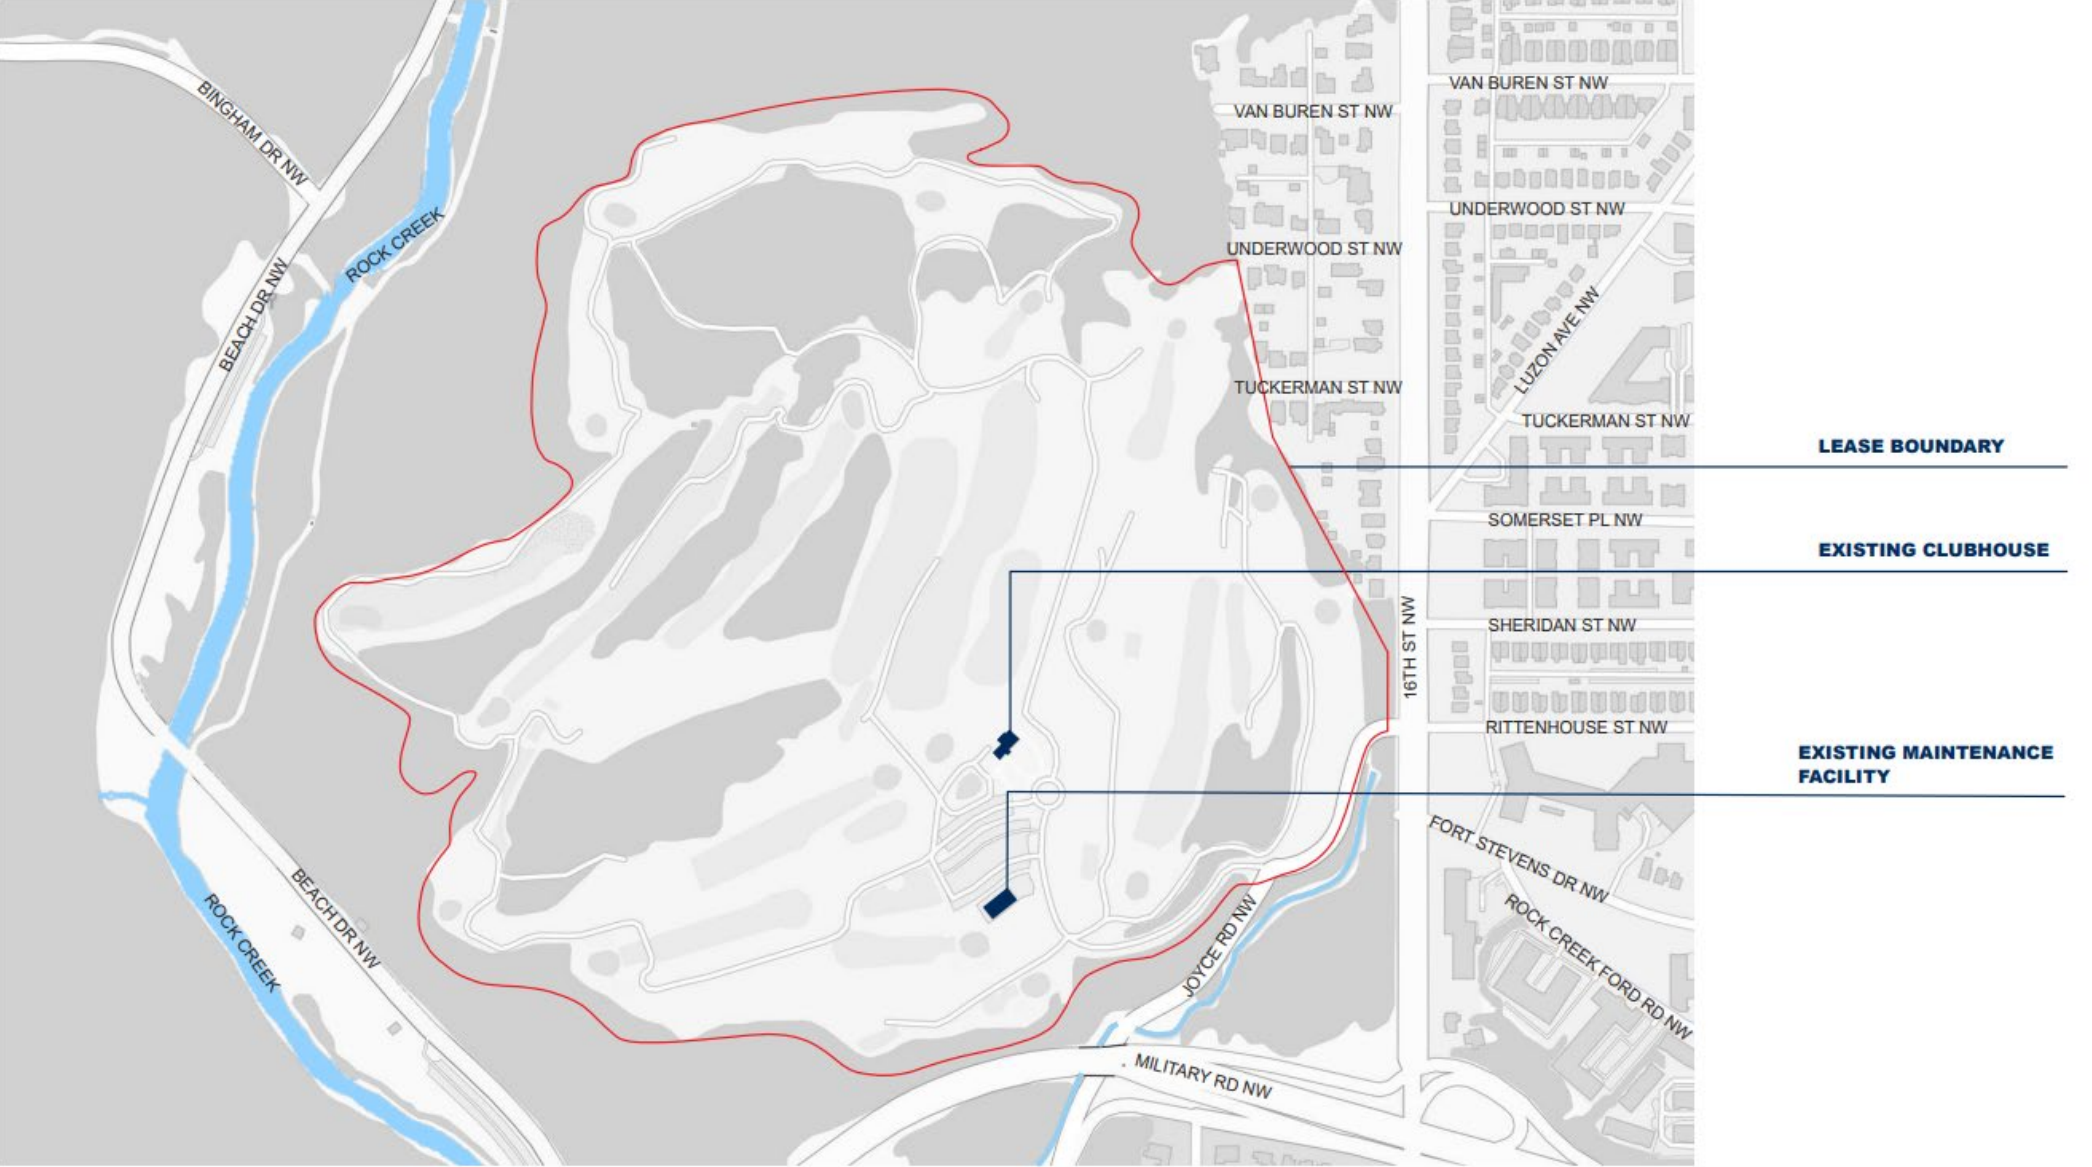 VAN BUREN ST NW
BINGHAM DR NW
VAN BUREN ST NW
UNDERWOOD ST NW
ROCK CREEK
UNDERWOOD ST NW
BEACH DR NW
LUZON AVE NW
TUCKERMAN ST NW
TUCKERMAN ST NW
LEASE BOUNDARY
SOMERSET PL NW
EXISTING CLUBHOUSE
16TH ST NW
SHERIDAN ST NW
RITTENHOUSE ST NW
EXISTING MAINTENANCE
FACILITY
FORT STEVENS DR NW
BEACH DR NW
ROCK CREEK
JOYCE RD NW
ROCK CREEK FORD RD NW
MILITARY RD NW